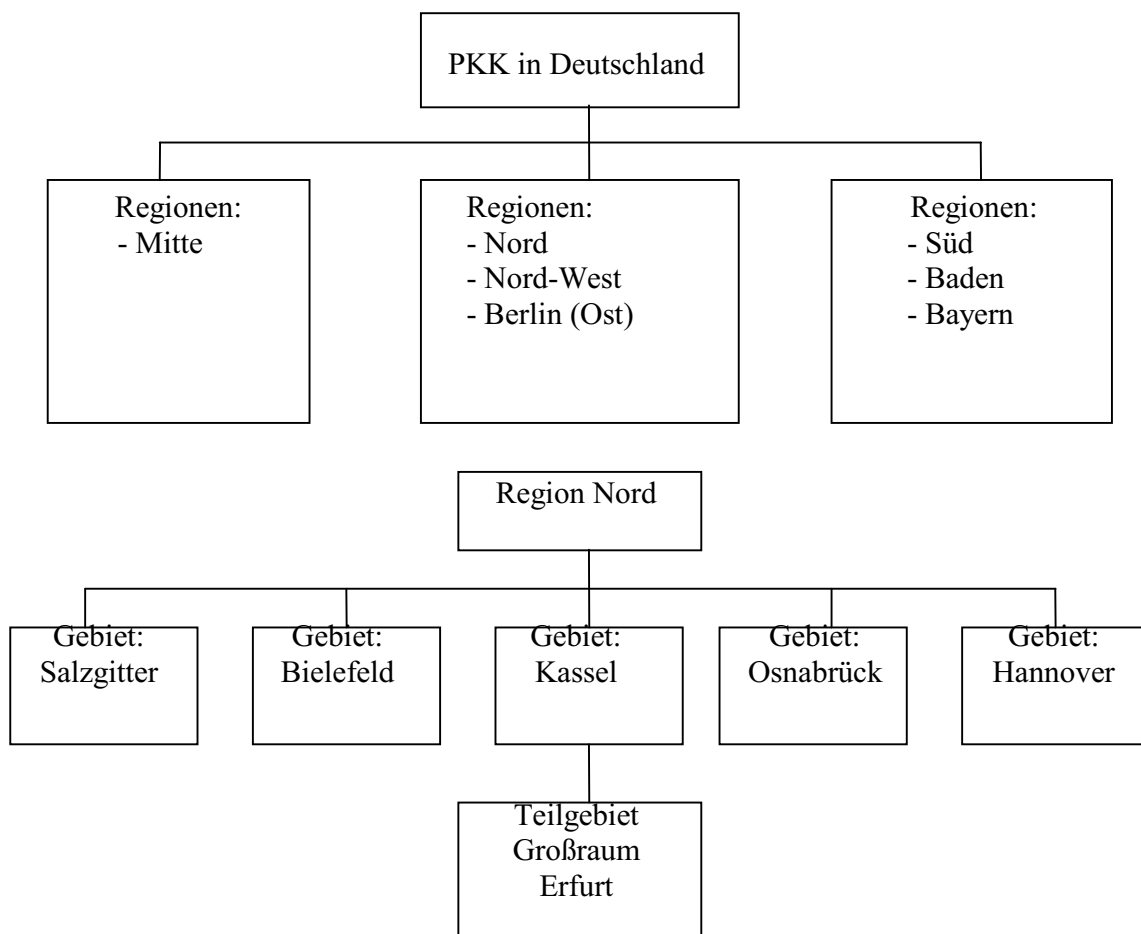 PKK in Deutschland
Regionen:
- Mitte
Regionen:
- Nord
- Nord-West
- Berlin (Ost)
Regionen:
- Süd
- Baden
- Bayern
Region Nord
Gebiet:
Salzgitter
Gebiet:
Bielefeld
Gebiet:
Kassel
Gebiet:
Osnabrück
Gebiet:
Hannover
Teilgebiet
Großraum
Erfurt